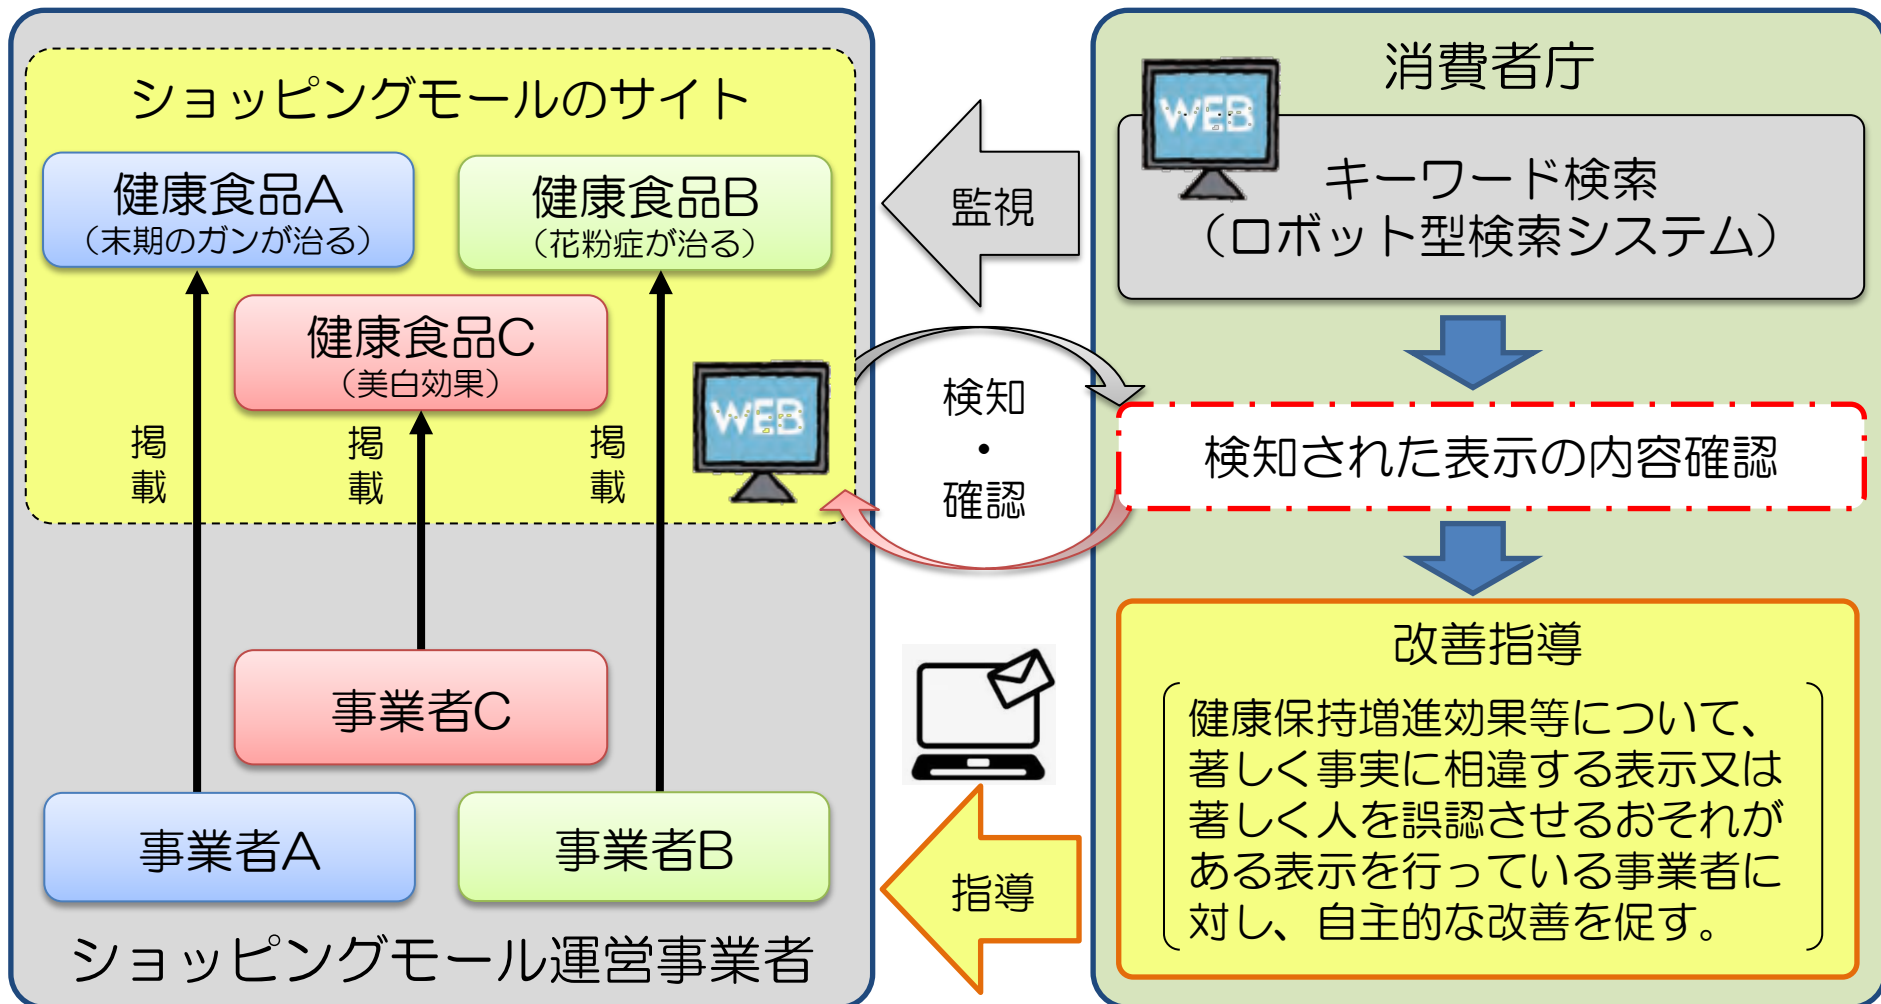 ショッピングモールのサイト
健康食品A
（末期のガンが治る）
健康食品B
（花粉症が治る）
健康食品C
（美白効果）
WEB
掲載
掲載
掲載
事業者C
事業者A
事業者B
ショッピングモール運営事業者
監視
検知
・
確認
指導
消費者庁
WEB
キーワード検索
（ロボット型検索システム）
検知された表示の内容確認
改善指導
健康保持増進効果等について、
著しく事実に相違する表示又は
著しく人を誤認させるおそれが
ある表示を行っている事業者に
対し、自主的な改善を促す。